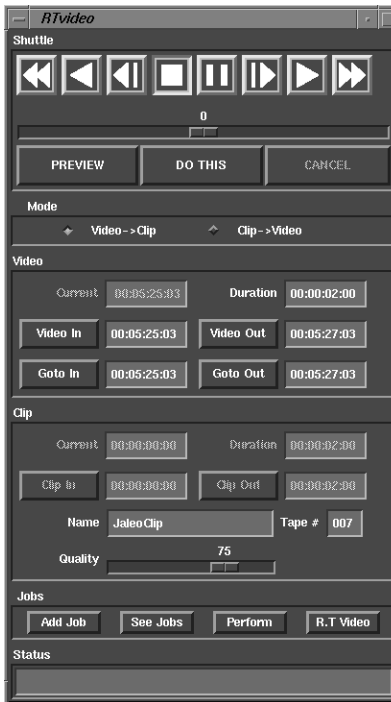 RTvideo
Shuttle
0
PREVIEW DO THIS CANCEL
Mode
Video->Clip Clip->Video
Video
Current 00:05:25:03 Duration 00:00:02:00
Video In 00:05:25:03 Video Out 00:05:27:03
Goto In 00:05:25:03 Goto Out 00:05:27:03
Clip
Current 00:00:00:00 Duration 00:00:02:00
Clip In 00:00:00:00 Clip Out 00:00:02:00
Name JaleoClip Tape # 007
75
Quality
Jobs
Add Job See Jobs Perform R.T Video
Status